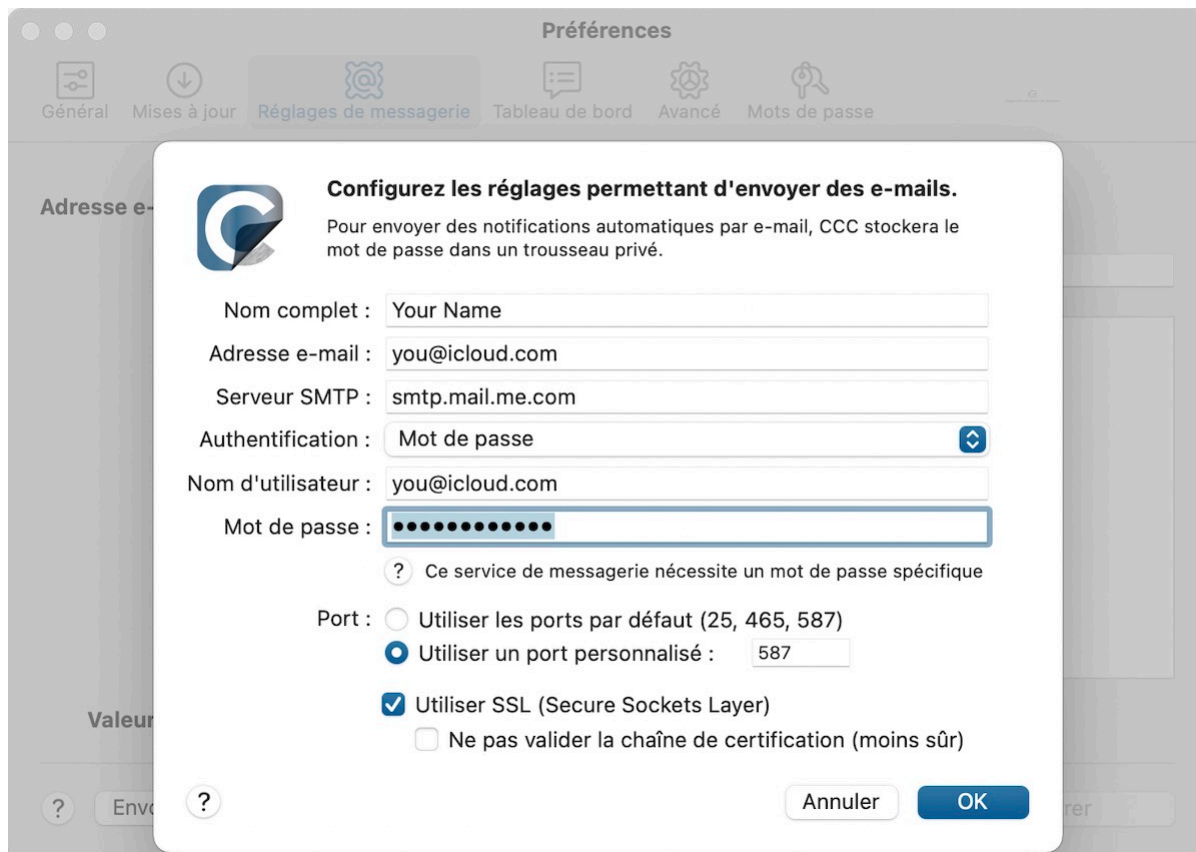 Préférences
Général
Mises à jour
Réglages de messagerie
Tableau de bord
Avancé
Mots de passe
Configurez les réglages permettant d'envoyer des e-mails.
Pour envoyer des notifications automatiques par e-mail, CCC stockera le
mot de passe dans un trousseau privé.
Adresse e-
Nom complet : Your Name
Adresse e-mail : you@icloud.com
Serveur SMTP : smtp.mail.me.com
Authentification : Mot de passe
Nom d'utilisateur : you@icloud.com
Mot de passe : ••••••••••••
? Ce service de messagerie nécessite un mot de passe spécifique
Port : Utiliser les ports par défaut (25, 465, 587)
Utiliser un port personnalisé : 587
Utiliser SSL (Secure Sockets Layer)
Valeur
Ne pas valider la chaîne de certification (moins sûr)
? Envo
?
Annuler
OK
rer